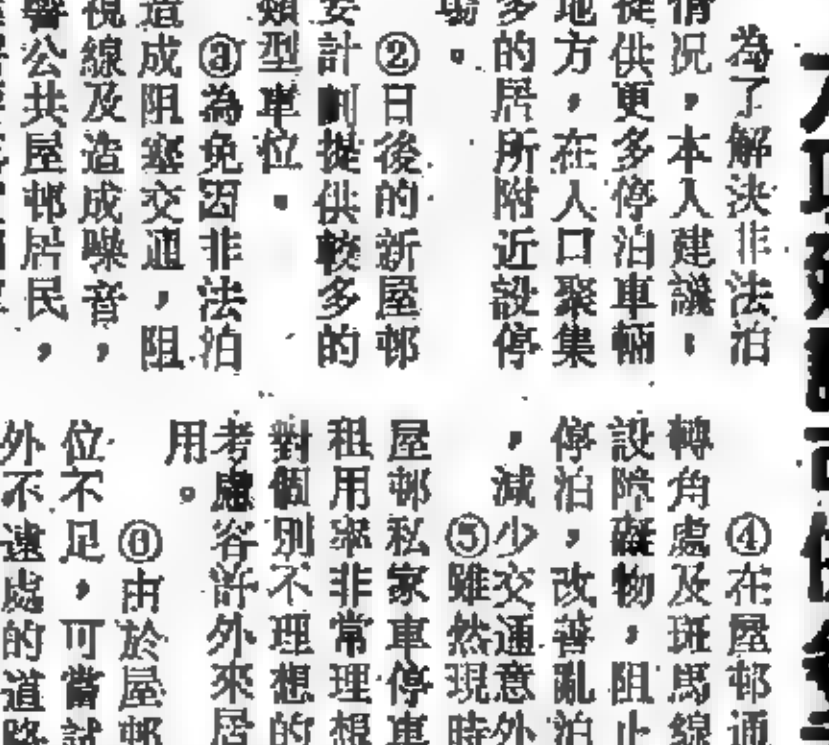 為了解決非法泊
情况，本人建議：
提供更多停泊車輛
地方，在人口聚集
多的居所附近設停
場。
②日後的新屋邨
計劃提供較多的
類型車位。
③為免因非法泊
造成阻塞交通，阻
視線及造成噪音，
響公共屋邨居民，
④在屋邨通
轉角處及斑馬線
設障礙物，阻止
停泊，改善亂泊
，減少交通意外
⑤雖然現時
屋邨私家車停車
租用率非常理想
對個別不理想的
考慮容許外來居
用。
⑥由於屋邨
位不足，可嘗試
外不遠處的道路